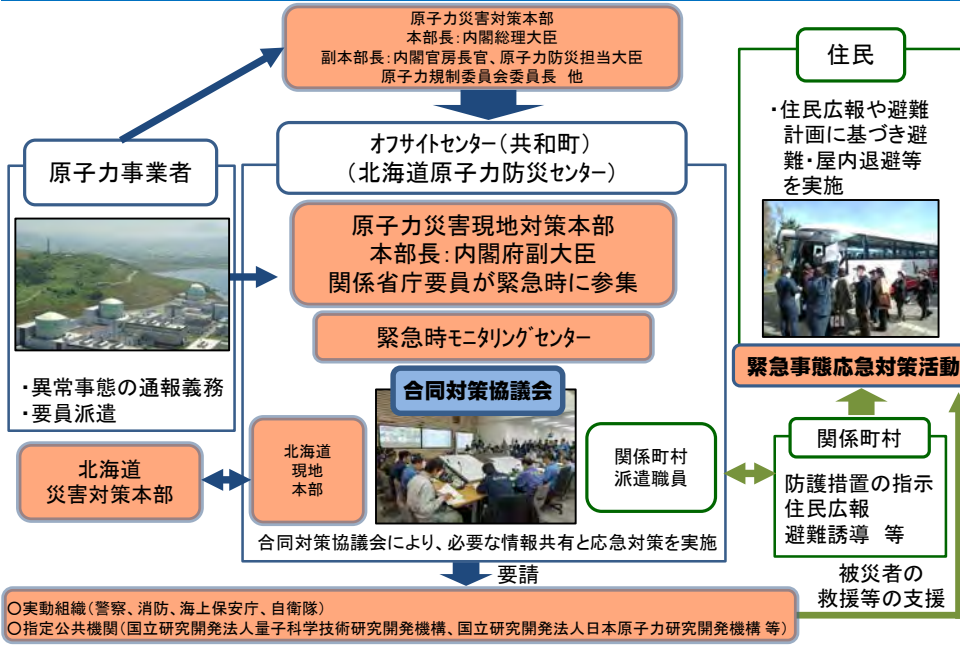 原子力災害対策本部
本部長：内閣総理大臣
副本部長：内閣官房長官、原子力防災担当大臣
原子力規制委員会委員長　他
オフサイトセンター（共和町）
（北海道原子力防災センター）
原子力事業者
・異常事態の通報義務
・要員派遣
原子力災害現地対策本部
本部長：内閣府副大臣
関係省庁要員が緊急時に参集
緊急時モニタリングセンター
合同対策協議会
北海道
災害対策本部
北海道
現地
本部
関係町村
派遣職員
合同対策協議会により、必要な情報共有と応急対策を実施
要請
住民
・住民広報や避難
計画に基づき避
難・屋内退避等
を実施
緊急事態応急対策活動
関係町村
防護措置の指示
住民広報
避難誘導　等
被災者の
救援等の支援
○実動組織（警察、消防、海上保安庁、自衛隊）
○指定公共機関（国立研究開発法人量子科学技術研究開発機構、国立研究開発法人日本原子力研究開発機構 等）